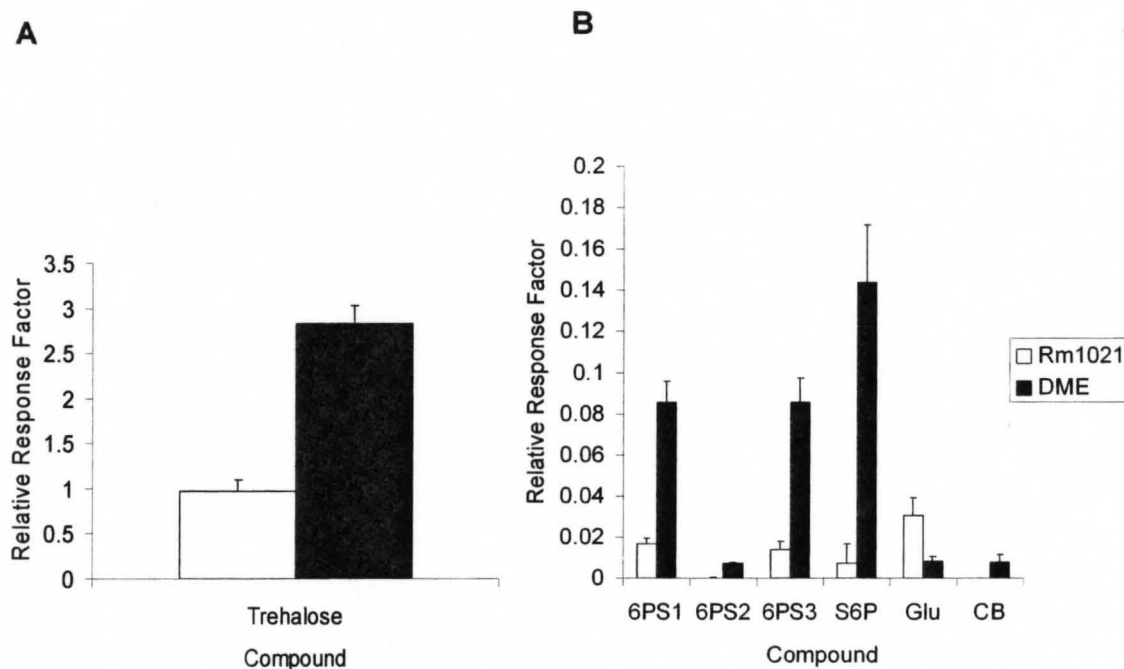 A
Relative Response Factor
3.5
3
2.5
2
1.5
1
0.5
0
Trehalose
Compound
B
Relative Response Factor
0.2
0.18
0.16
0.14
0.12
0.1
0.08
0.06
0.04
0.02
0
6PS1 6PS2 6PS3 S6P Glu CB
Compound
Rm1021
DME